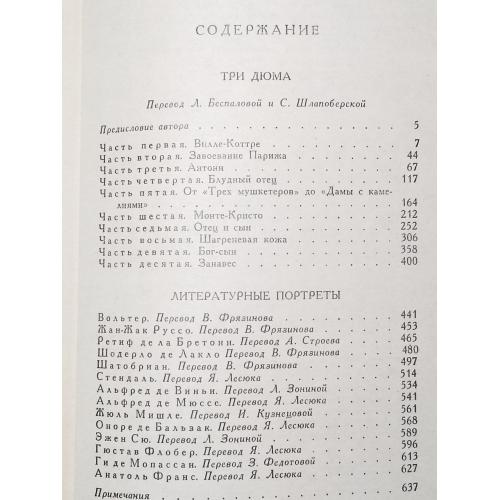 СОДЕРЖАНИЕ
ТРИ ДЮМА
Перевод Л. Беспаловой и С. Шлапоберской
Предисловие автора . . . . . . . . . . . . . . . 5
Часть первая. Вилле-Коттре . . . . . . . . . . . . 7
Часть вторая. Завоевание Парижа . . . . . . . . . 44
Часть третья. Антони . . . . . . . . . . . . . . 67
Часть четвертая. Блудный отец . . . . . . . . . . 117
Часть пятая. От «Трех мушкетеров» до «Дамы с каме-
лиями» . . . . . . . . . . . . . . . . . . 164
Часть шестая. Монте-Кристо . . . . . . . . . . . 212
Часть седьмая. Отец и сын . . . . . . . . . . . . 252
Часть восьмая. Шагреневая кожа . . . . . . . . . 306
Часть девятая. Бог-сын . . . . . . . . . . . . . 358
Часть десятая. Занавес . . . . . . . . . . . . . 400
ЛИТЕРАТУРНЫЕ ПОРТРЕТЫ
Вольтер. Перевод В. Фрязинова . . . . . . . . . . 441
Жан-Жак Руссо. Перевод В. Фрязинова . . . . . . . 453
Ретиф де ла Бретонн. Перевод А. Строева . . . . . . 465
Шодерло де Лакло. Перевод В. Фрязинова . . . . . . 480
Шатобриан. Перевод В. Фрязинова . . . . . . . . . 497
Стендаль. Перевод Я. Лесюка . . . . . . . . . . . 514
Альфред де Виньи. Перевод Л. Зониной . . . . . . . 534
Альфред де Мюссе. Перевод Я. Лесюка . . . . . . . 541
Жюль Мишле. Перевод И. Кузнецовой . . . . . . . . 561
Оноре де Бальзак. Перевод Я. Лесюка . . . . . . . 568
Эжен Сю. Перевод Л. Зониной . . . . . . . . . . . 589
Гюстав Флобер. Перевод Я. Лесюка . . . . . . . . 596
Ги де Мопассан. Перевод З. Федотовой . . . . . . . 613
Анатоль Франс. Перевод Я. Лесюка . . . . . . . . 627
Примечания . . . . . . . . . . . . . . . . . . 637